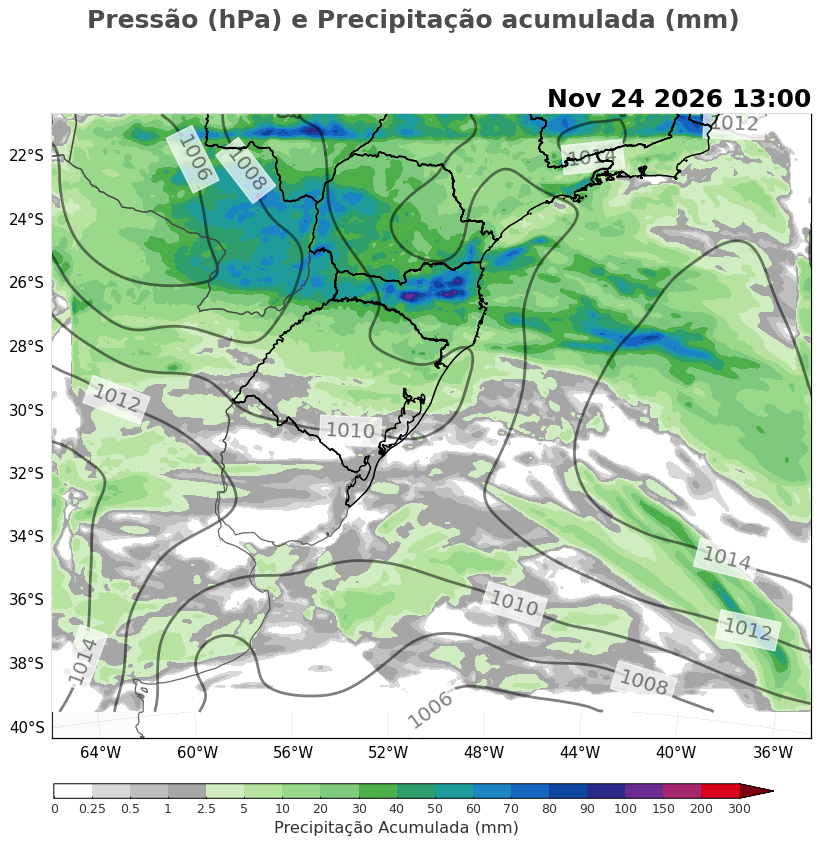 Pressão (hPa) e Precipitação acumulada (mm)
Nov 24 2026 13:00
1012
1006
1008
1014
22°S
24°S
26°S
28°S
30°S
32°S
34°S
36°S
38°S
40°S
1012
1010
1014
1010
1012
1014
1008
1006
64°W 60°W 56°W 52°W 48°W 44°W 40°W 36°W
0 0.25 0.5 1 2.5 5 10 20 30 40 50 60 70 80 90 100 150 200 300
Precipitação Acumulada (mm)